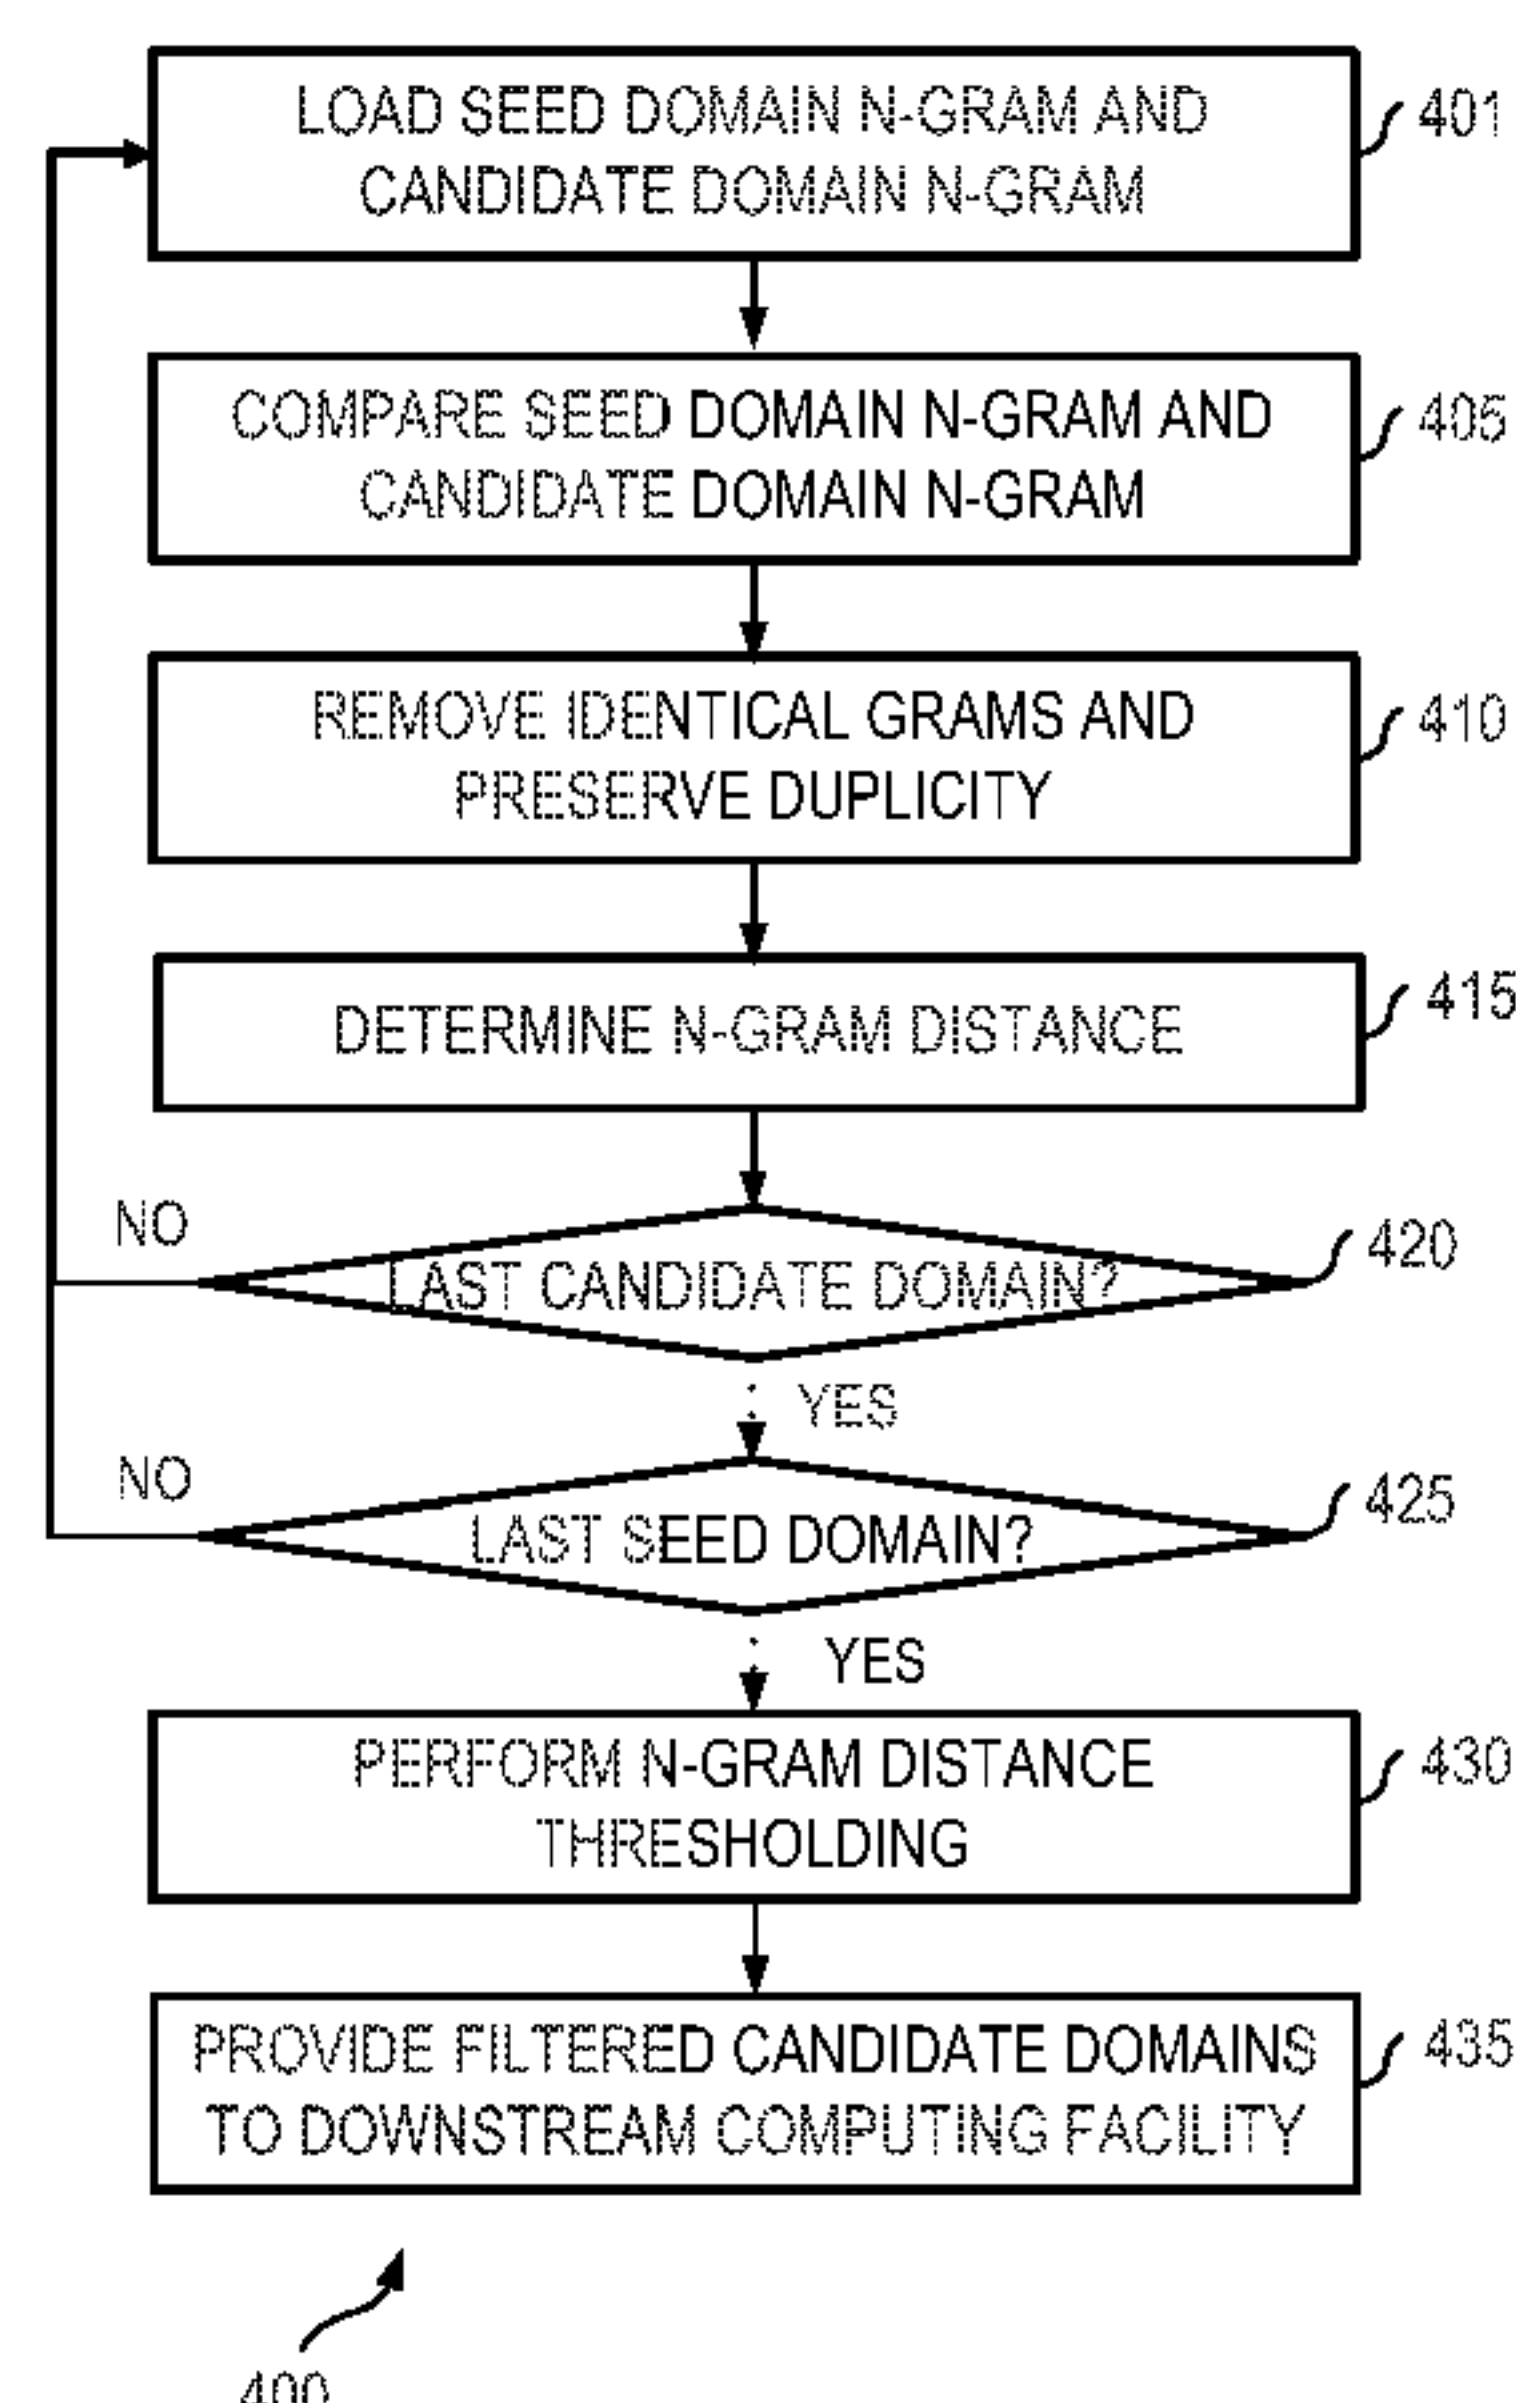 LOAD SEED DOMAIN N-GRAM AND
CANDIDATE DOMAIN N-GRAM
401
COMPARE SEED DOMAIN N-GRAM AND
CANDIDATE DOMAIN N-GRAM
405
REMOVE IDENTICAL GRAMS AND
PRESERVE DUPLICITY
410
DETERMINE N-GRAM DISTANCE
415
NO
LAST CANDIDATE DOMAIN?
420
YES
NO
LAST SEED DOMAIN?
425
YES
PERFORM N-GRAM DISTANCE
THRESHOLDING
430
PROVIDE FILTERED CANDIDATE DOMAINS
TO DOWNSTREAM COMPUTING FACILITY
435
400